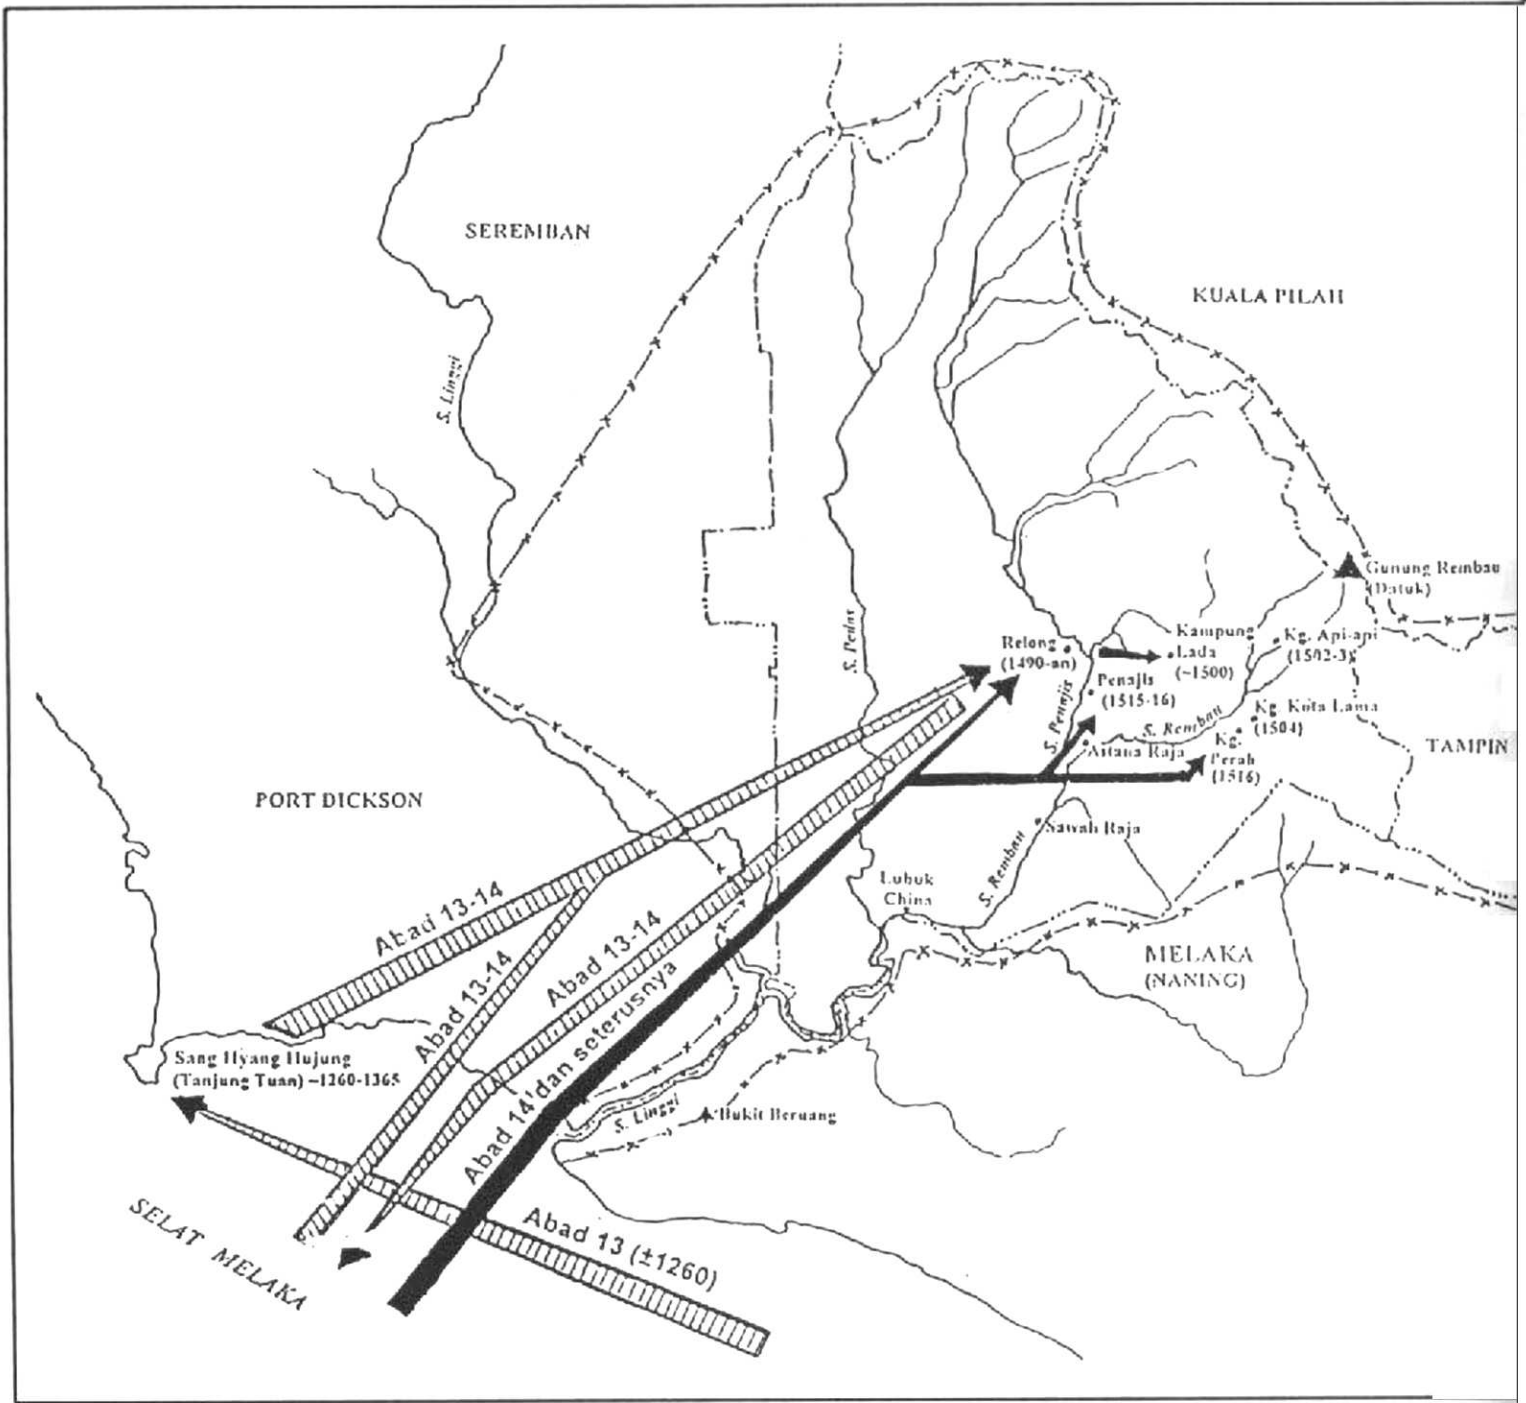 SEREMBAN
KUALA PILAH
S. Linggi
Gunung Rembau
(Datuk)
S. Pedas
Relong
(1490-an)
Kampung
Lada
(~1500)
Kg. Api-api
(1502-3)
Penajis
(1515-16)
S. Penajis
S. Rembau
Kg. Kota Lama
(1504)
Astana Raja
Kg.
Perah
(1516)
TAMPIN
PORT DICKSON
Sawah Raja
S. Rembau
Lubuk
China
Abad 13-14
Abad 13-14
Abad 13-14
Abad 14'dan seterusnya
MELAKA
(NANING)
Sang Hyang Hujung
(Tanjung Tuan) ~1260-1365
S. Linggi
Bukit Beruang
SELAT MELAKA
Abad 13 (±1260)